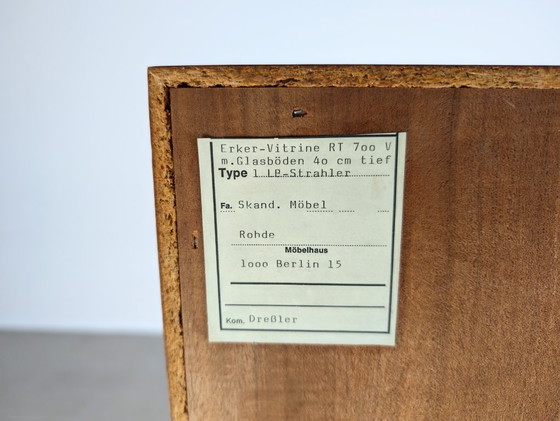 Erker-Vitrine RT 7oo V
m.Glasböden 4o cm tief
Type 1 LP-Strahler
Fa. Skand. Möbel
Rohde
Möbelhaus
1ooo Berlin 15
Kom. Dreßler